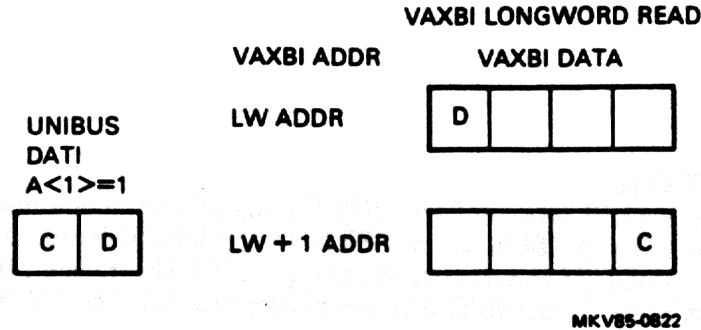 VAXBI LONGWORD READ
VAXBI ADDR VAXBI DATA
UNIBUS
DATI
A<1>=1
LW ADDR D
C D
LW + 1 ADDR C
MKV85-0822